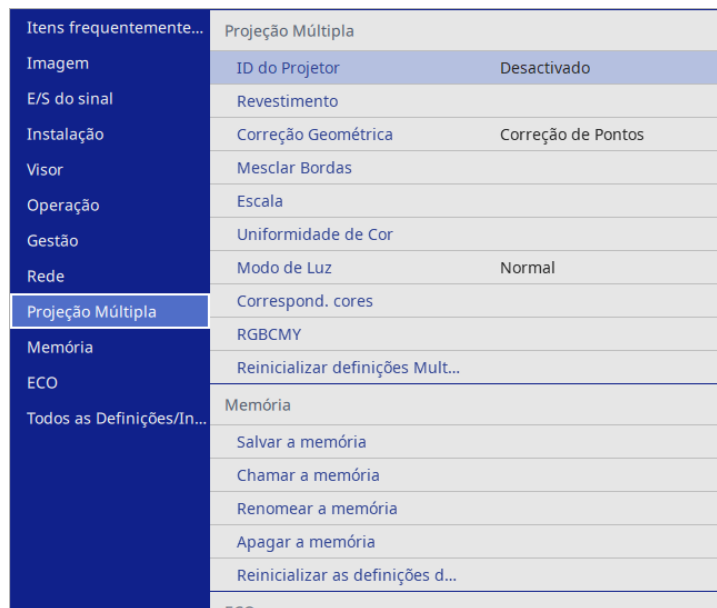 Itens frequentemente...
Imagem
E/S do sinal
Instalação
Visor
Operação
Gestão
Rede
Projeção Múltipla
Memória
ECO
Todos as Definições/In...
Projeção Múltipla
ID do Projetor Desactivado
Revestimento
Correção Geométrica Correção de Pontos
Mesclar Bordas
Escala
Uniformidade de Cor
Modo de Luz Normal
Correspond. cores
RGBCMY
Reinicializar definições Mult...
Memória
Salvar a memória
Chamar a memória
Renomear a memória
Apagar a memória
Reinicializar as definições d...